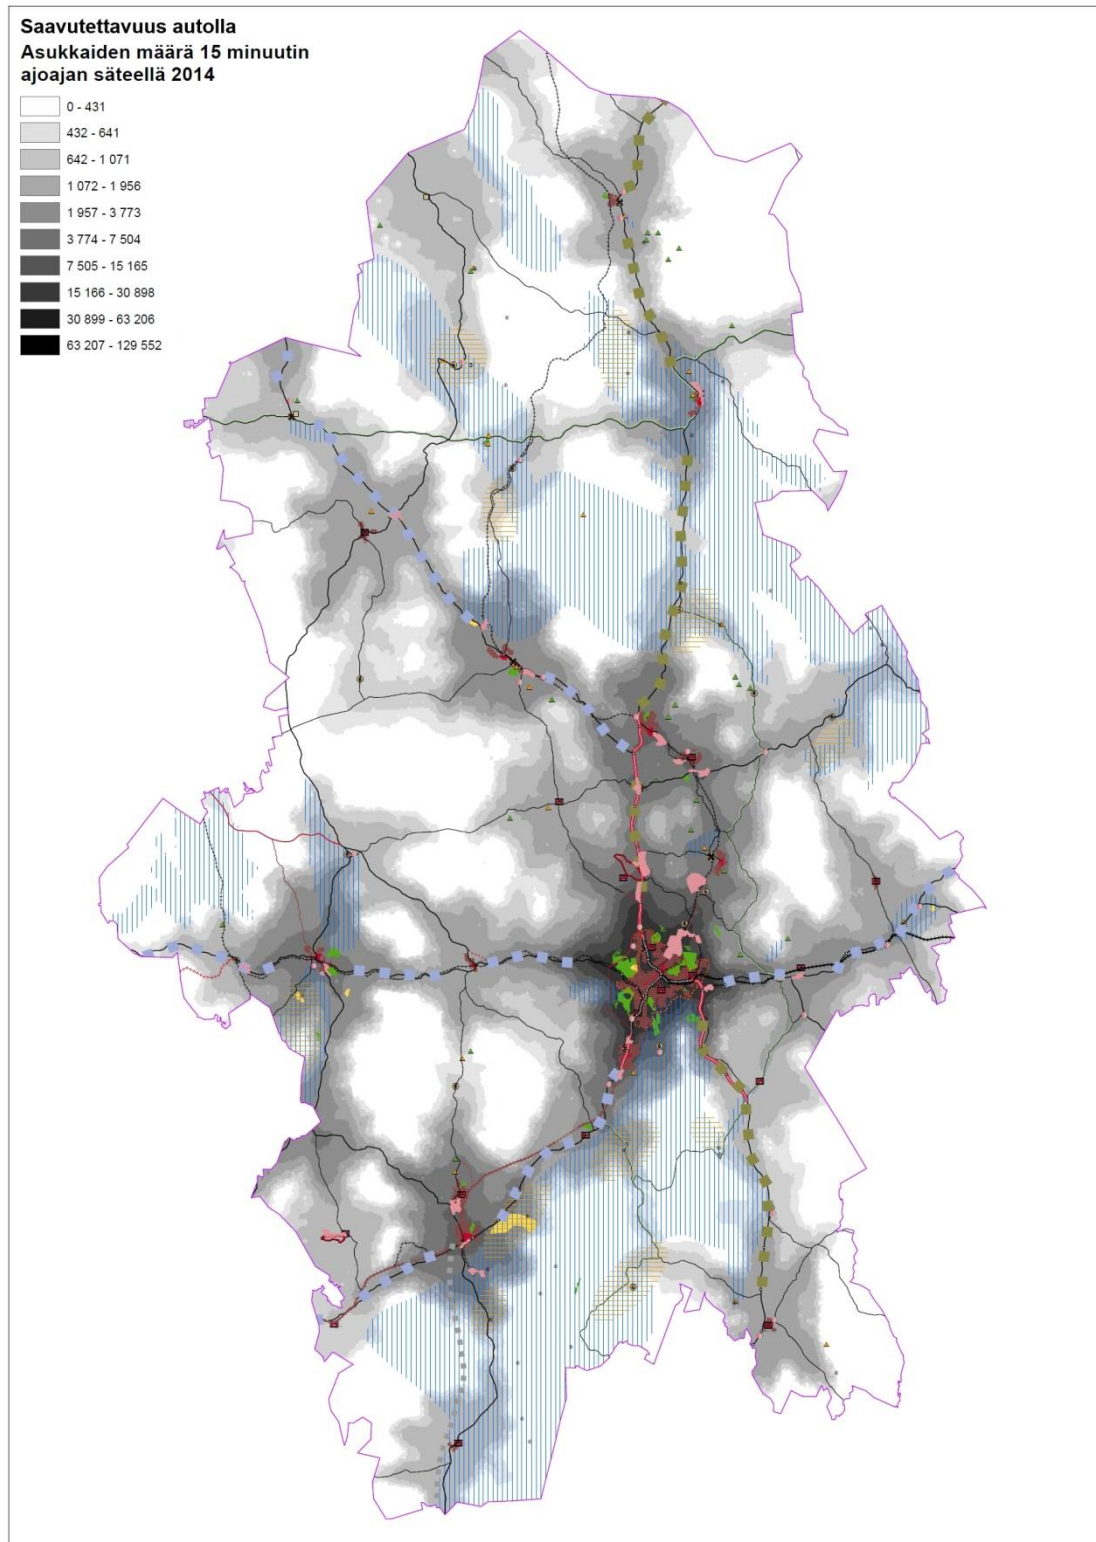 Saavutettavuus autolla
Asukkaiden määrä 15 minuutin
ajoajan säteellä 2014
0 - 431
432 - 641
642 - 1 071
1 072 - 1 956
1 957 - 3 773
3 774 - 7 504
7 505 - 15 165
15 166 - 30 898
30 899 - 63 206
63 207 - 129 552